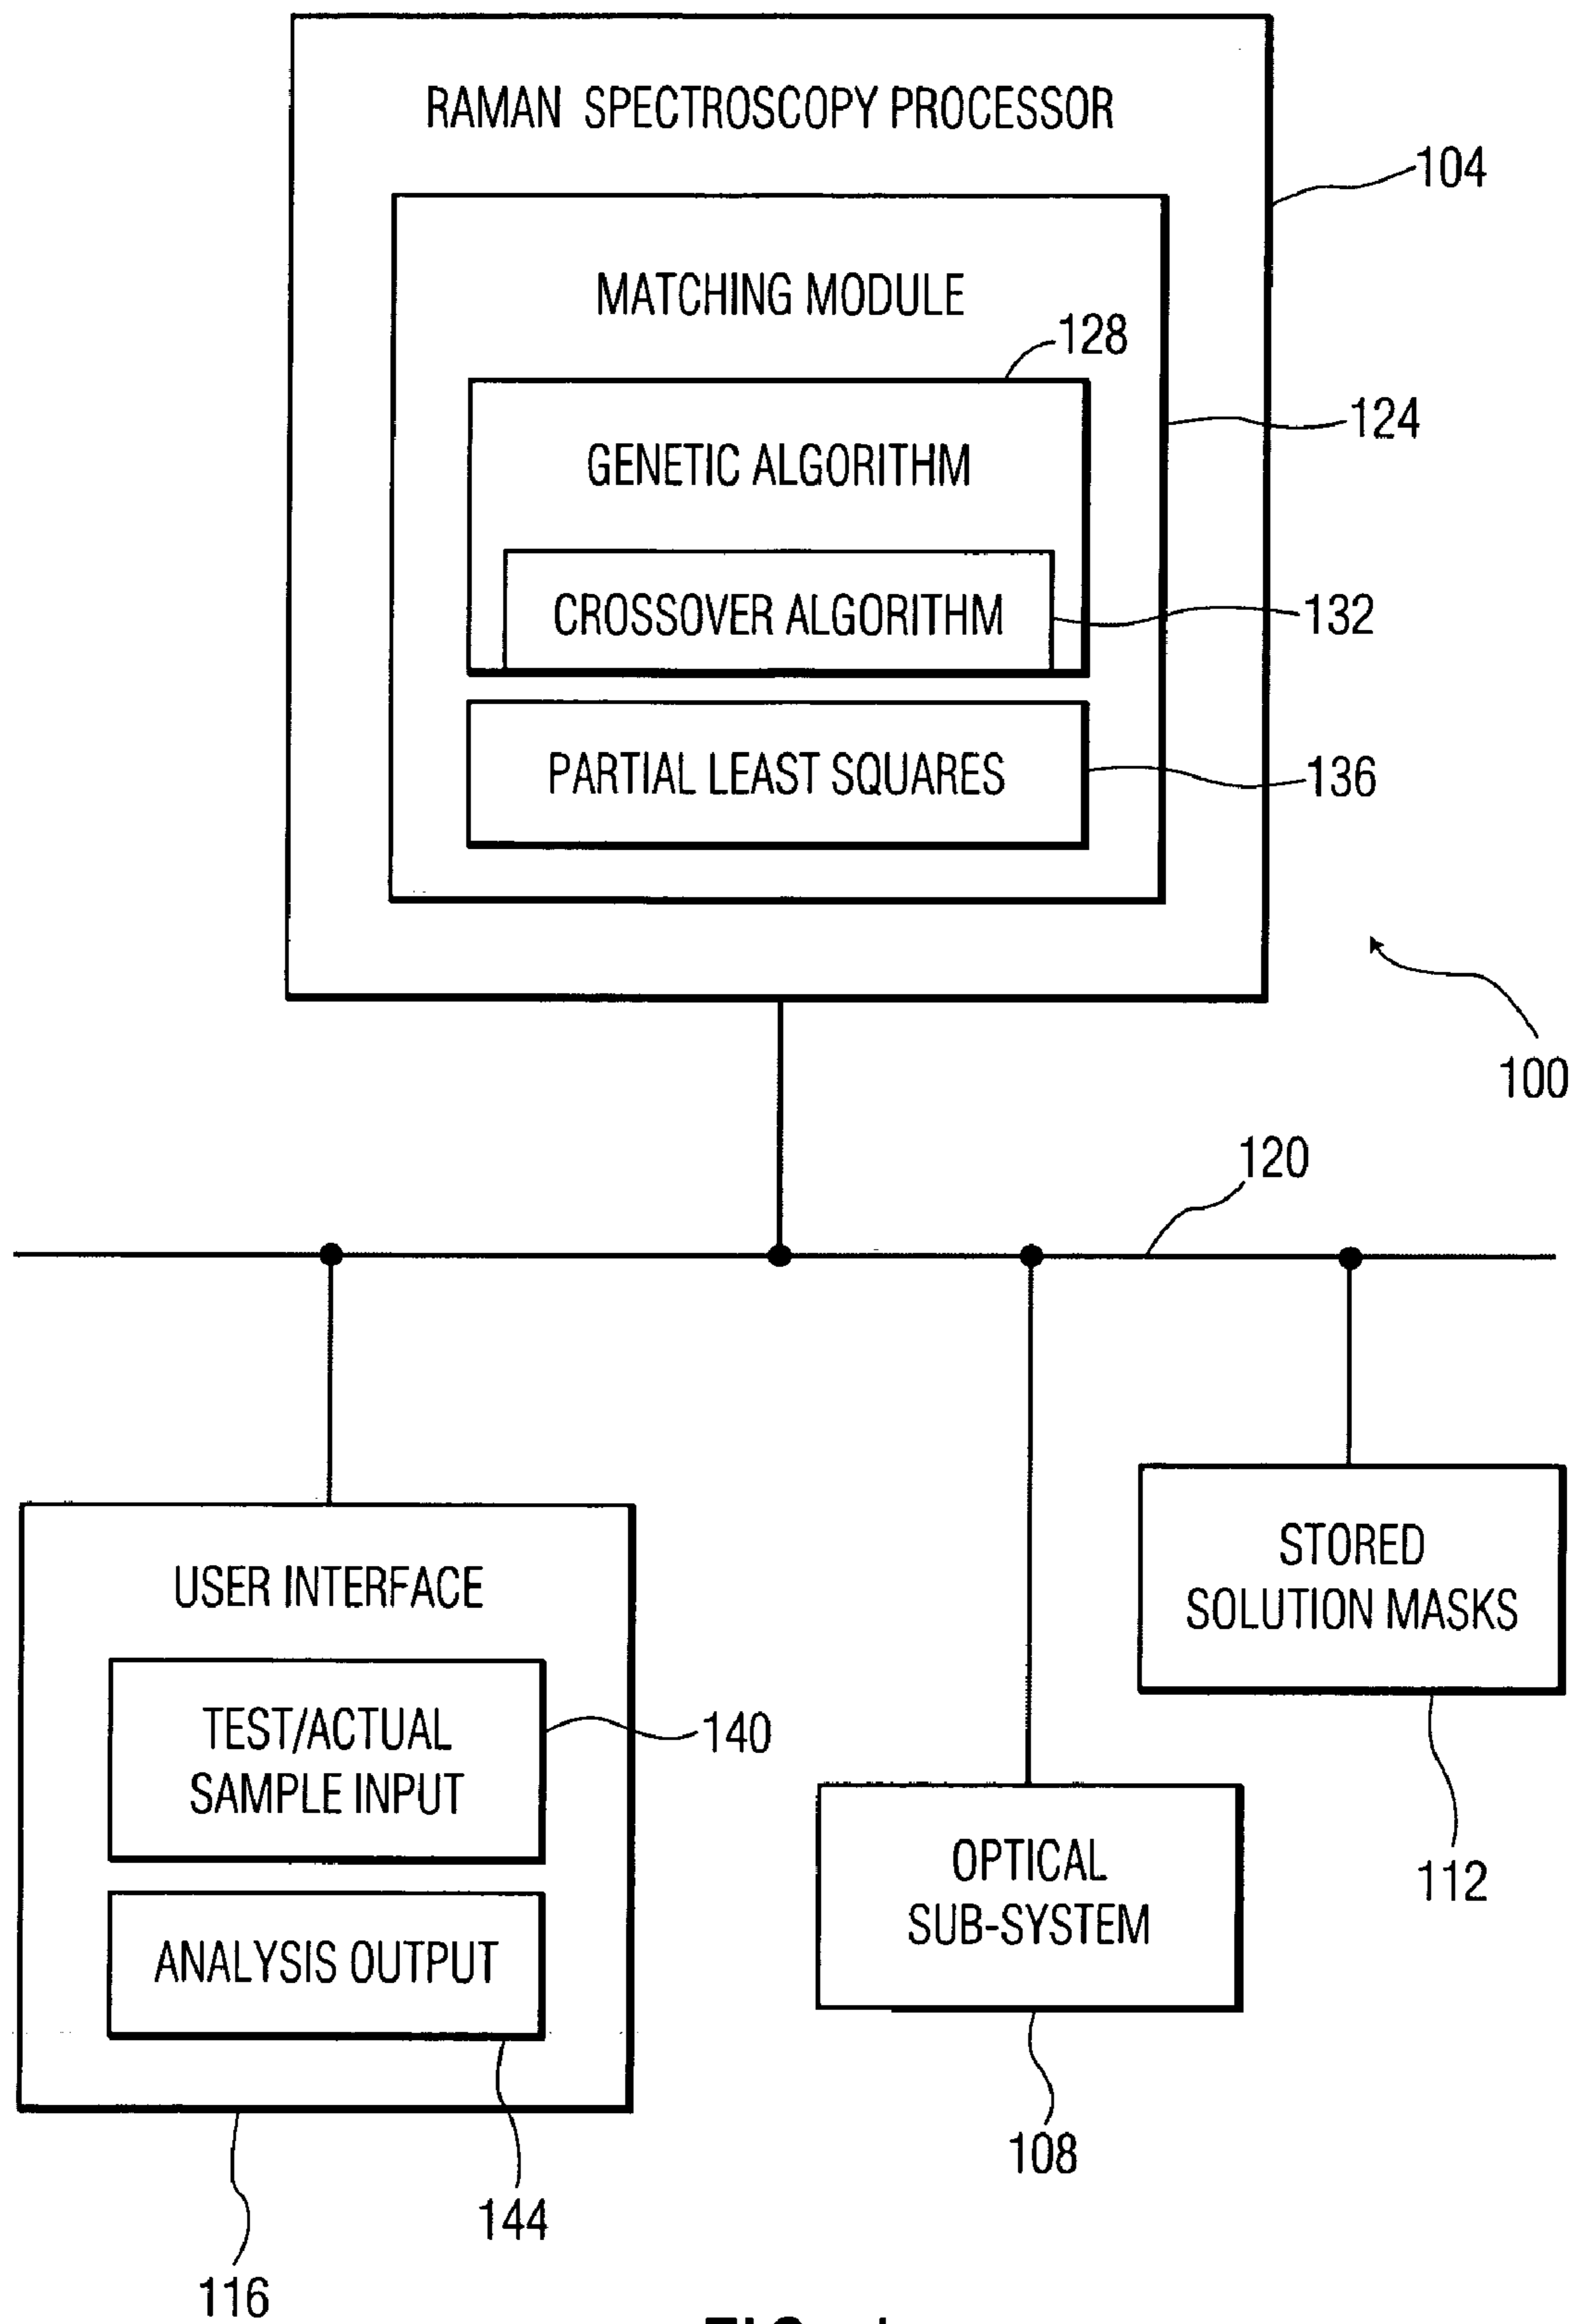 RAMAN SPECTROSCOPY PROCESSOR
104
MATCHING MODULE
128
124
GENETIC ALGORITHM
CROSSOVER ALGORITHM
132
PARTIAL LEAST SQUARES
136
100
120
USER INTERFACE
TEST/ACTUAL
SAMPLE INPUT
140
ANALYSIS OUTPUT
144
116
OPTICAL
SUB-SYSTEM
108
STORED
SOLUTION MASKS
112